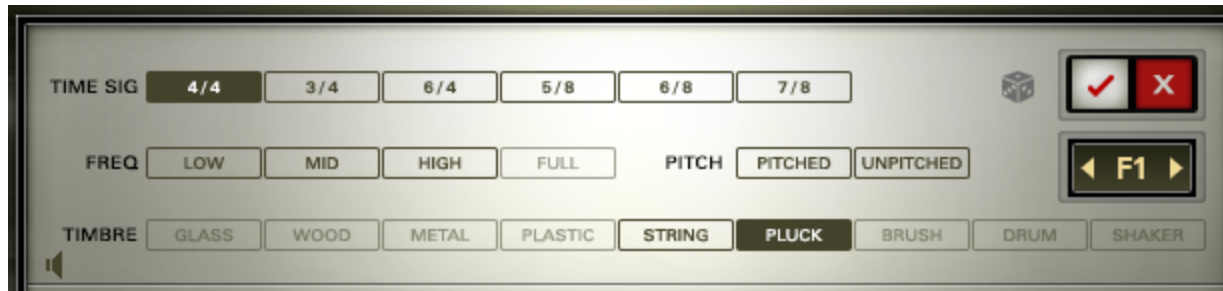 TIME SIG 4/4 3/4 6/4 5/8 6/8 7/8 X
FREQ LOW MID HIGH FULL PITCH PITCHED UNPITCHED F1
TIMBRE GLASS WOOD METAL PLASTIC STRING PLUCK BRUSH DRUM SHAKER